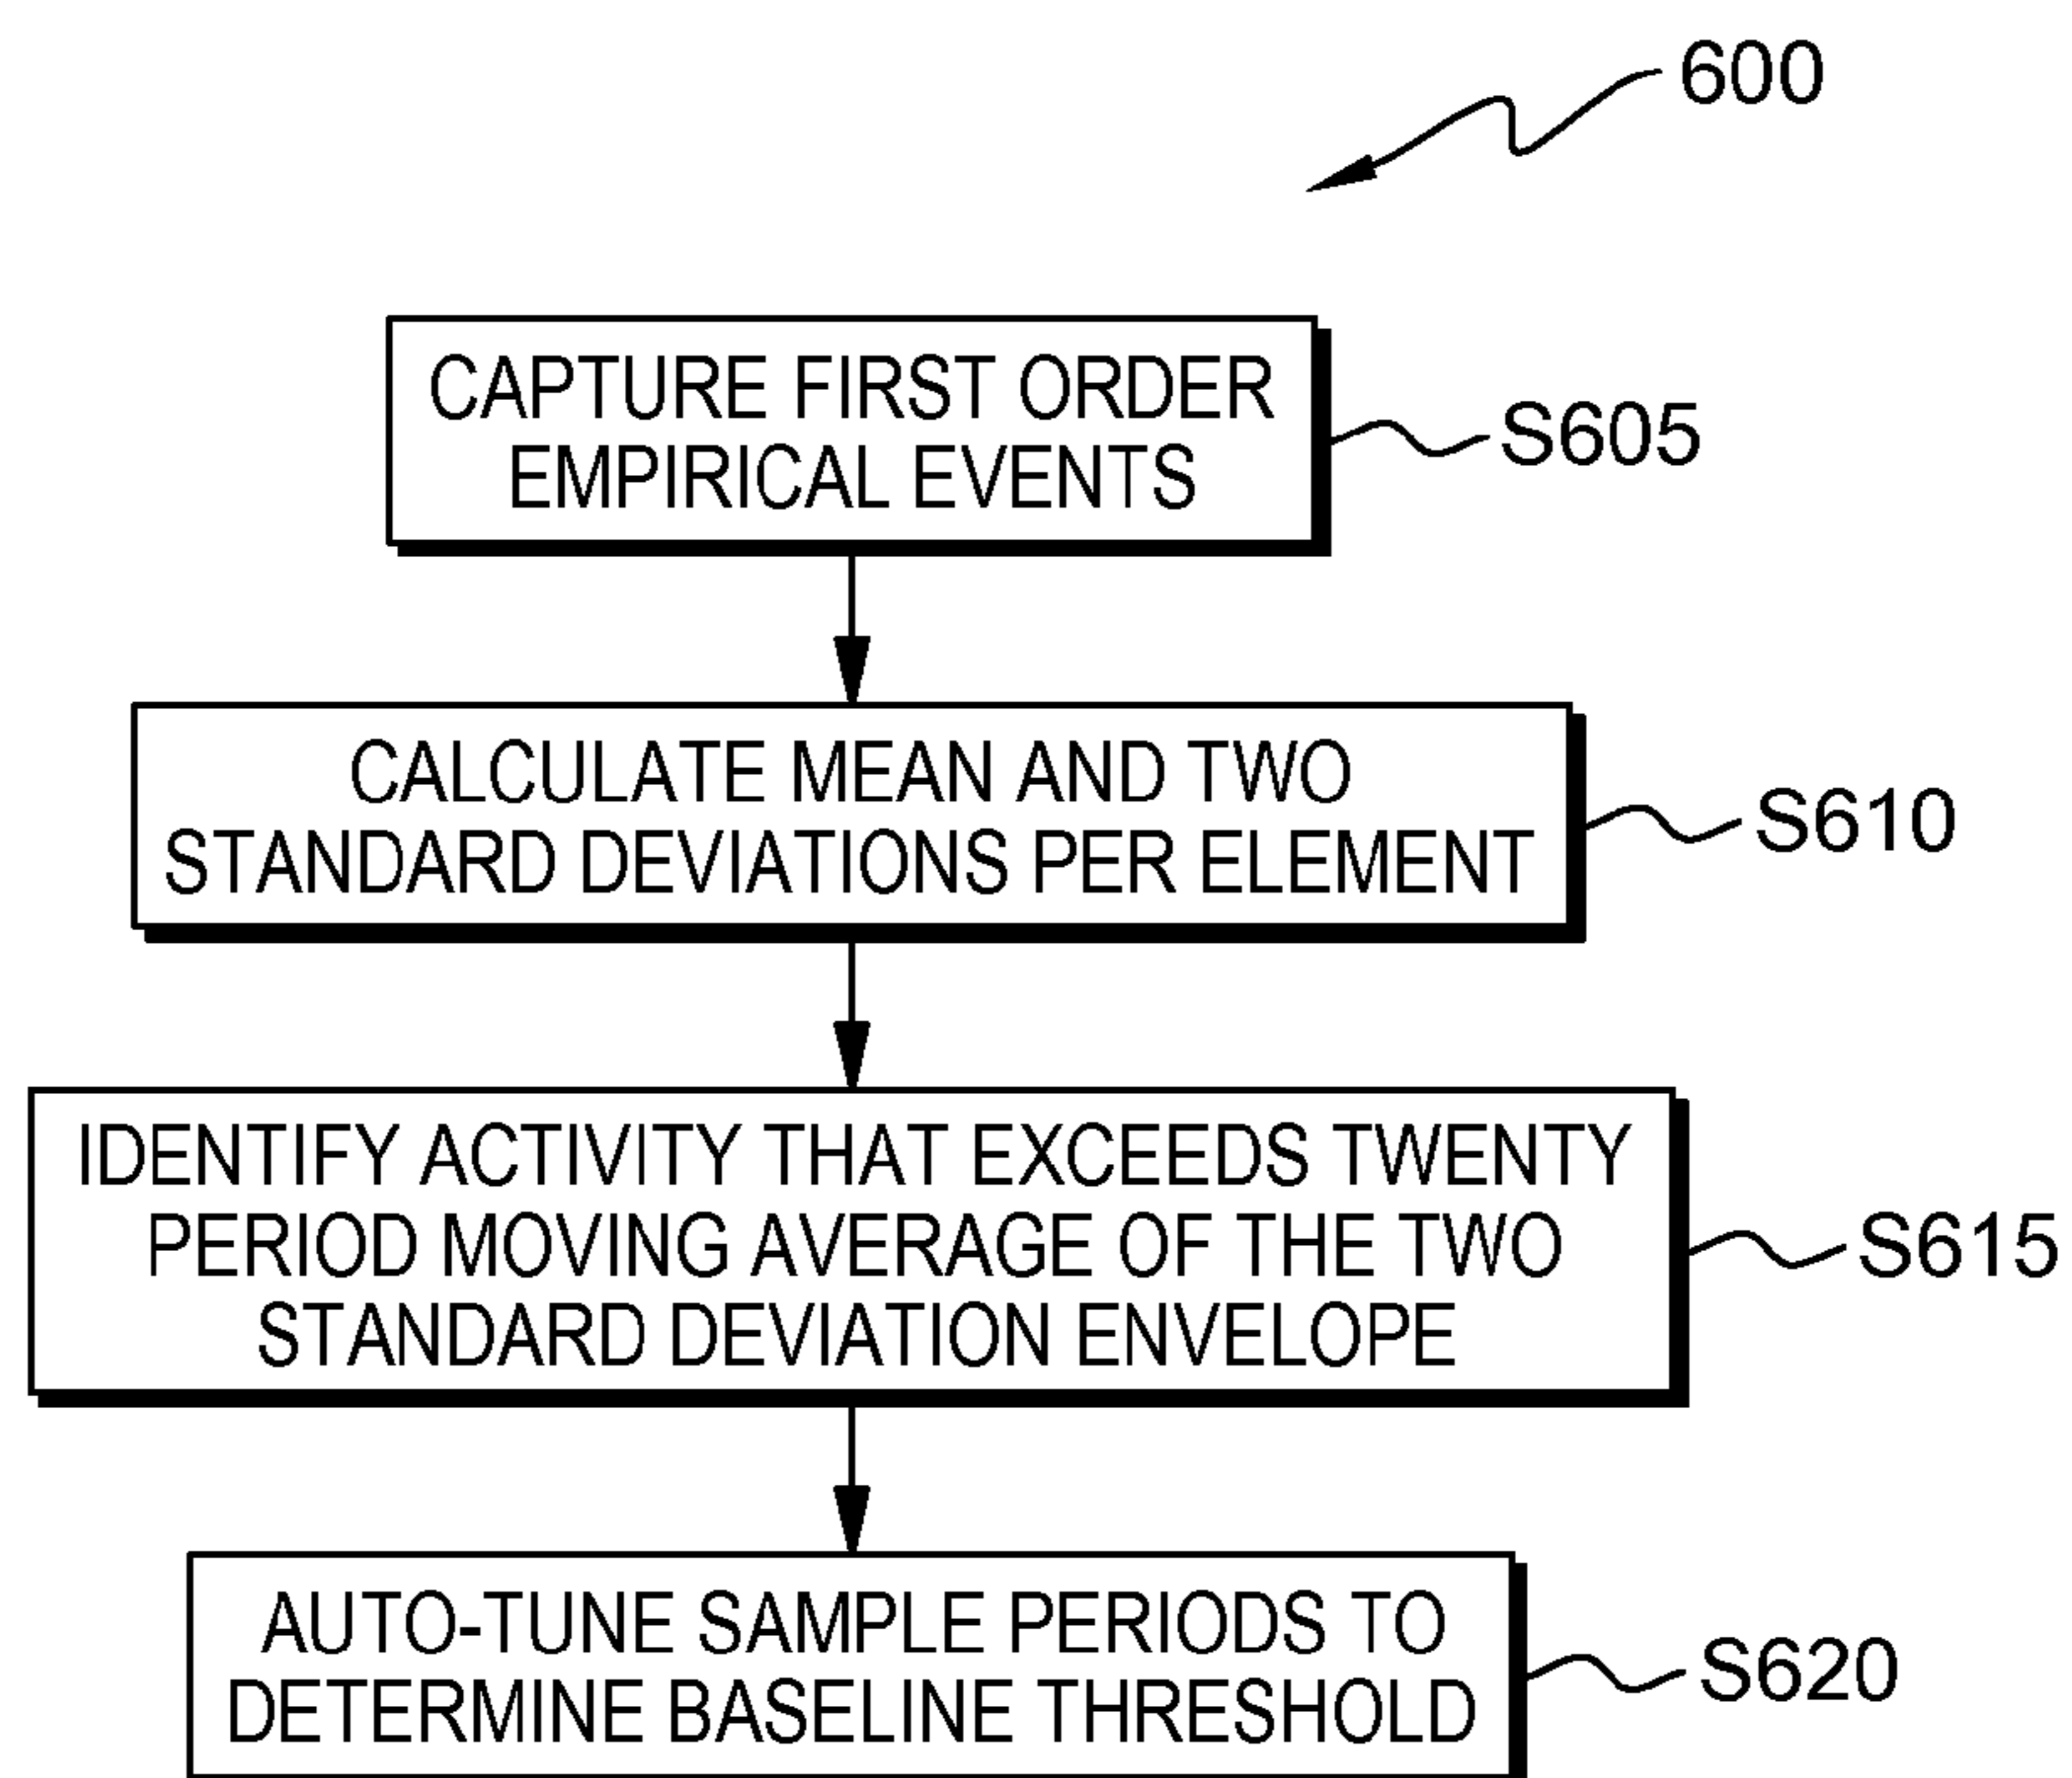 600
CAPTURE FIRST ORDER
EMPIRICAL EVENTS
S605
CALCULATE MEAN AND TWO
STANDARD DEVIATIONS PER ELEMENT
S610
IDENTIFY ACTIVITY THAT EXCEEDS TWENTY
PERIOD MOVING AVERAGE OF THE TWO
STANDARD DEVIATION ENVELOPE
S615
AUTO-TUNE SAMPLE PERIODS TO
DETERMINE BASELINE THRESHOLD
S620